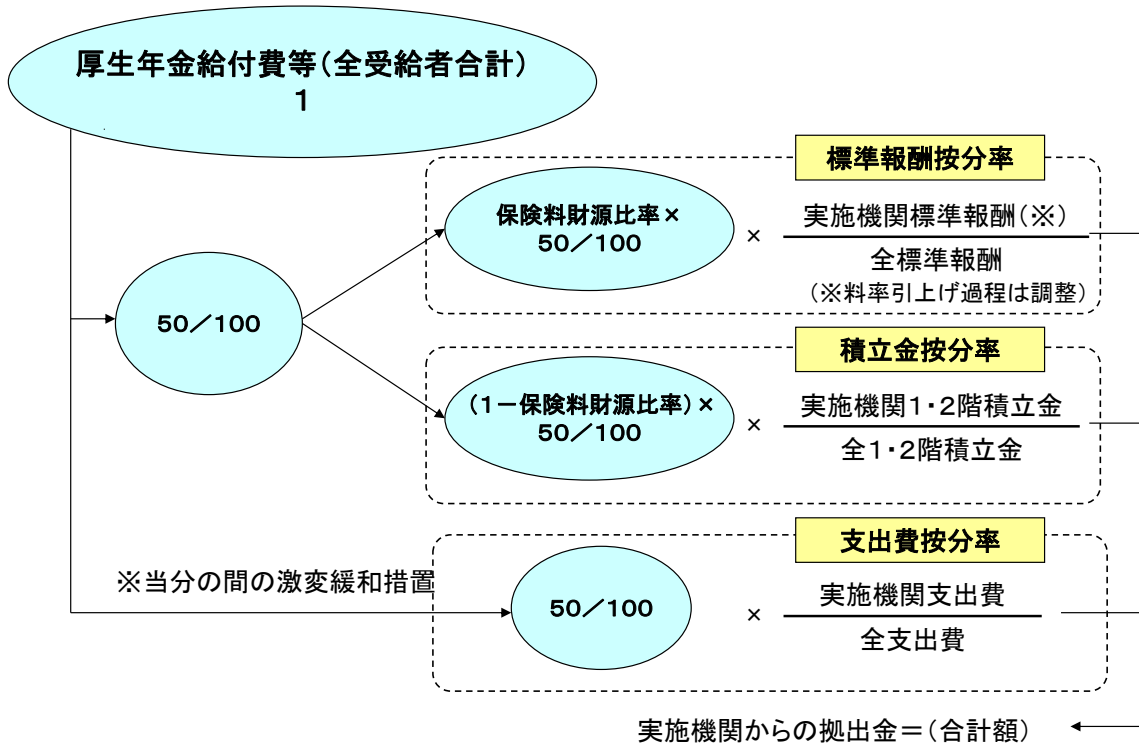 厚生年金給付費等（全受給者合計）
１
標準報酬按分率
保険料財源比率×
５０／１００
×
実施機関標準報酬（※）
全標準報酬
（※料率引上げ過程は調整）
５０／１００
積立金按分率
（１－保険料財源比率）×
５０／１００
×
実施機関１・２階積立金
全１・２階積立金
支出費按分率
※当分の間の激変緩和措置
５０／１００
×
実施機関支出費
全支出費
実施機関からの拠出金＝（合計額）